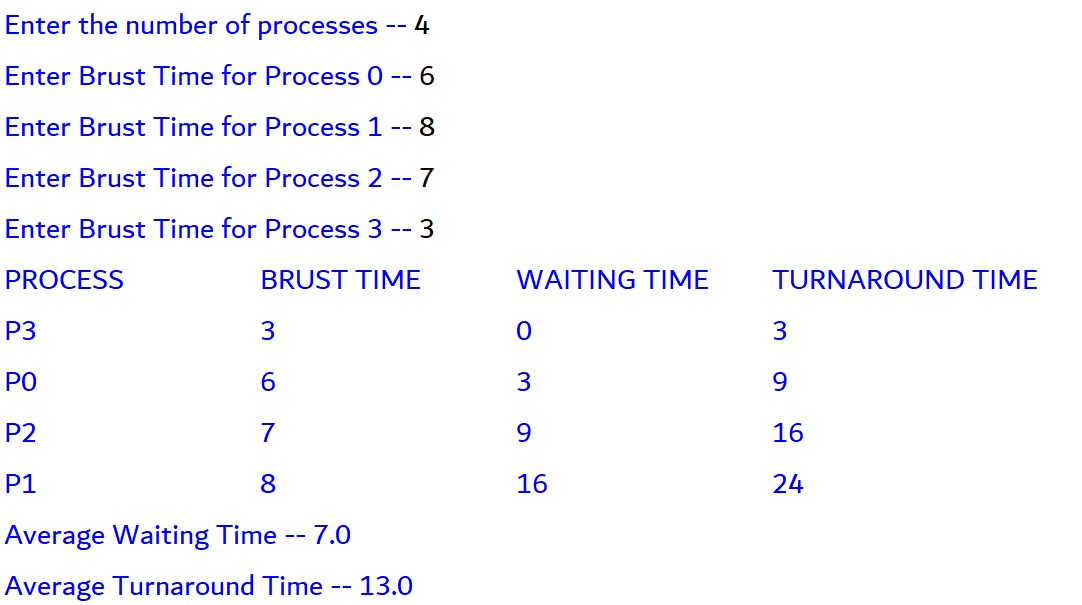 Enter the number of processes -- 4
Enter Brust Time for Process 0 -- 6
Enter Brust Time for Process 1 -- 8
Enter Brust Time for Process 2 -- 7
Enter Brust Time for Process 3 -- 3
PROCESS BRUST TIME WAITING TIME TURNAROUND TIME
P3 3 0 3
P0 6 3 9
P2 7 9 16
P1 8 16 24
Average Waiting Time -- 7.0
Average Turnaround Time -- 13.0